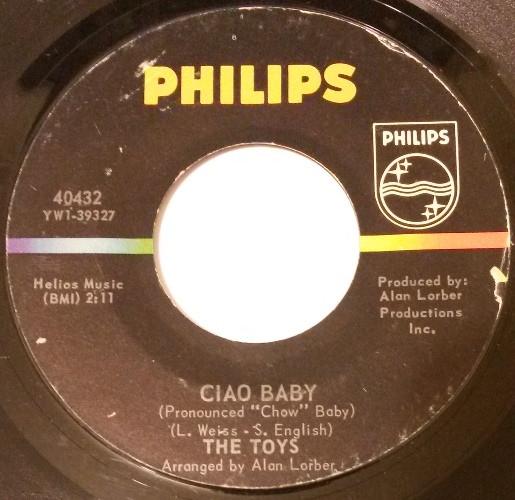 PHILIPS
PHILIPS
40432
YW1-39327
Helios Music
(BMI) 2:11
Produced by:
Alan Lorber
Productions
Inc.
CIAO BABY
(Pronounced "Chow" Baby)
(L. Weiss - S. English)
THE TOYS
Arranged by Alan Lorber